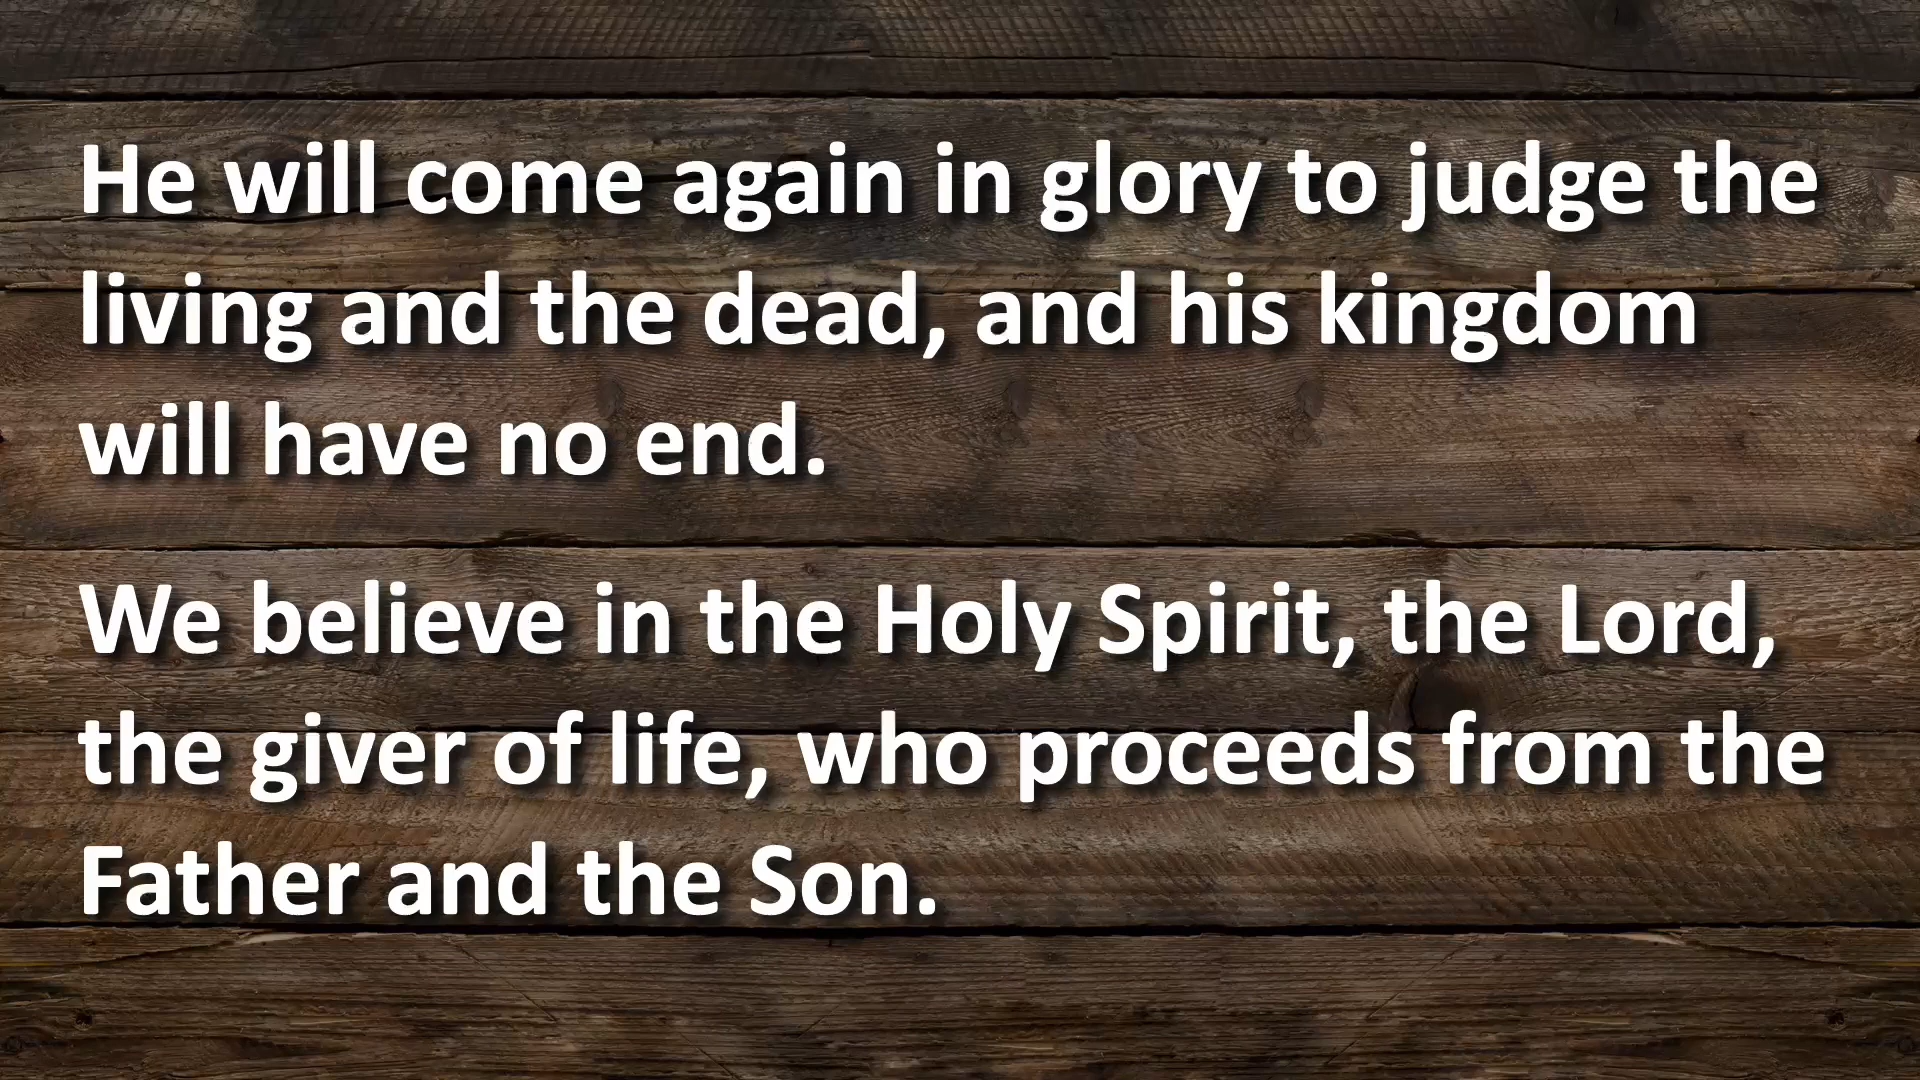 He will come again in glory to judge the
living and the dead, and his kingdom
will have no end.
We believe in the Holy Spirit, the Lord,
the giver of life, who proceeds from the
Father and the Son.